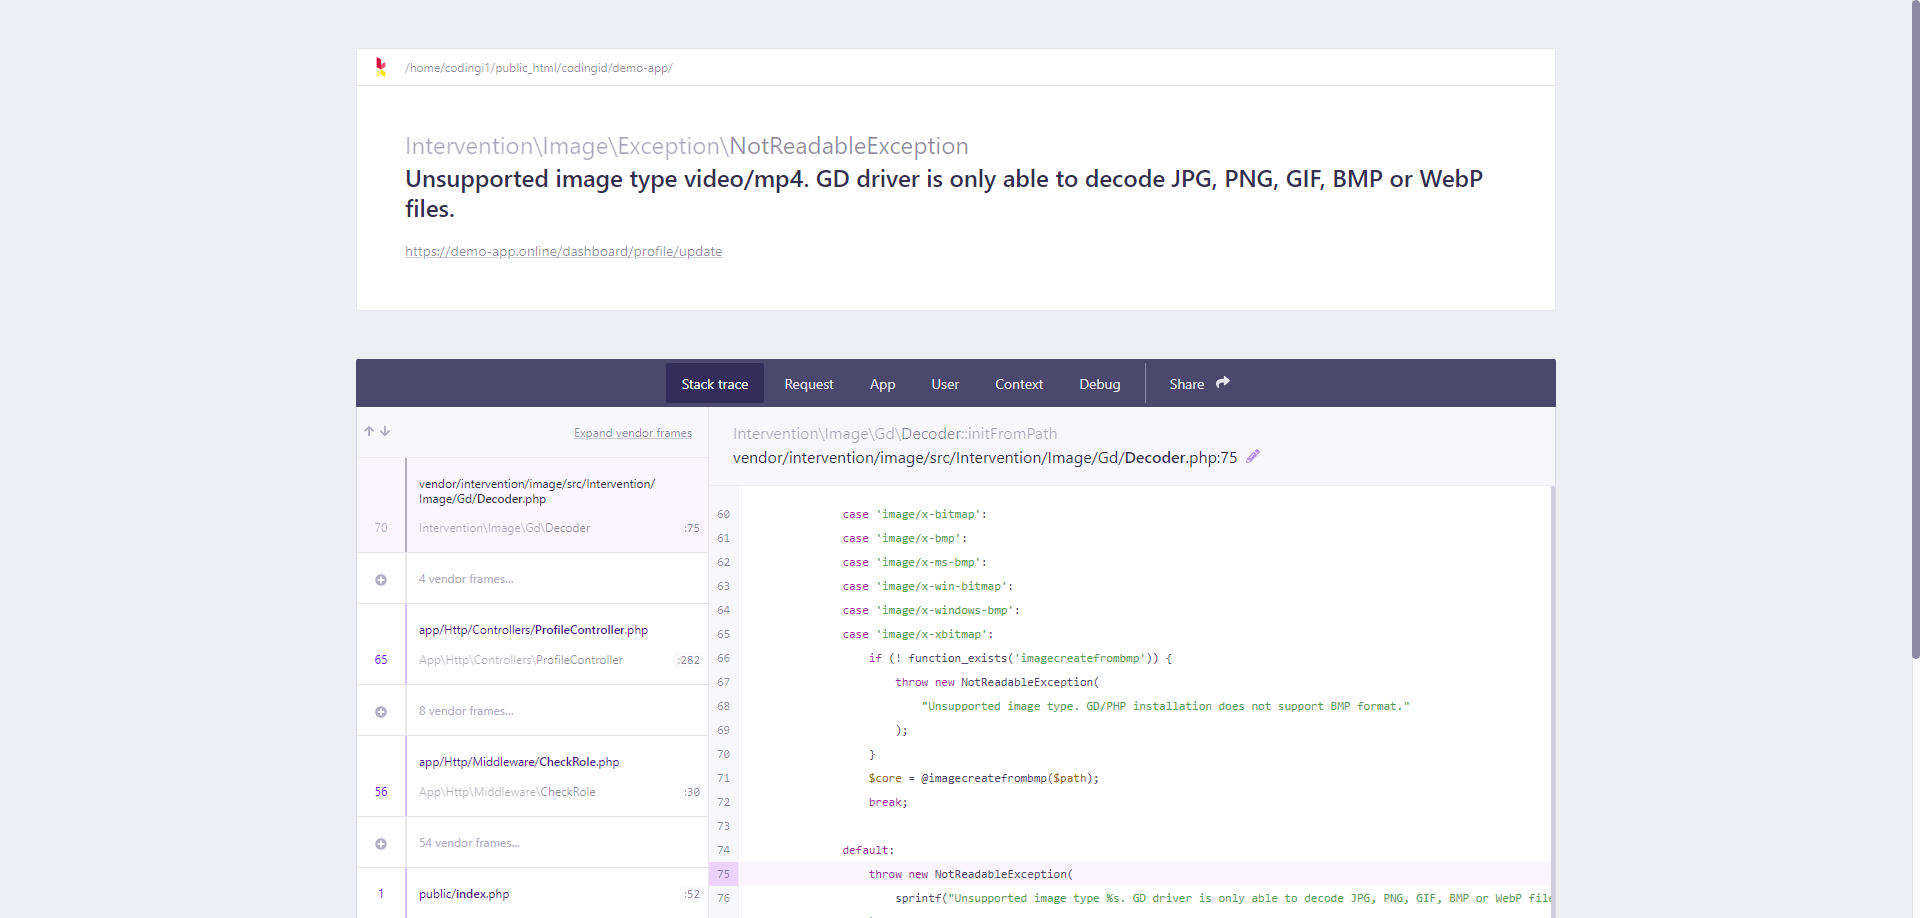 /home/codingi1/public_html/codingid/demo-app/
Intervention\Image\Exception\NotReadableException
Unsupported image type video/mp4. GD driver is only able to decode JPG, PNG, GIF, BMP or WebP
files.
https://demo-app.online/dashboard/profile/update
Stack trace Request App User Context Debug Share
Expand vendor frames
vendor/intervention/image/src/Intervention/
Image/Gd/Decoder.php
70 Intervention\Image\Gd\Decoder :75
4 vendor frames...
app/Http/Controllers/ProfileController.php
65 App\Http\Controllers\ProfileController :282
8 vendor frames...
app/Http/Middleware/CheckRole.php
56 App\Http\Middleware\CheckRole :30
54 vendor frames...
1 public/index.php :52
Intervention\Image\Gd\Decoder::initFromPath
vendor/intervention/image/src/Intervention/Image/Gd/Decoder.php:75
60 case 'image/x-bitmap':
61 case 'image/x-bmp':
62 case 'image/x-ms-bmp':
63 case 'image/x-win-bitmap':
64 case 'image/x-windows-bmp':
65 case 'image/x-xbitmap':
66 if (! function_exists('imagecreatefrombmp')) {
67 throw new NotReadableException(
68 "Unsupported image type. GD/PHP installation does not support BMP format."
69 );
70 }
71 $core = @imagecreatefrombmp($path);
72 break;
73
74 default:
75 throw new NotReadableException(
76 sprintf("Unsupported image type %s. GD driver is only able to decode JPG, PNG, GIF, BMP or WebP file